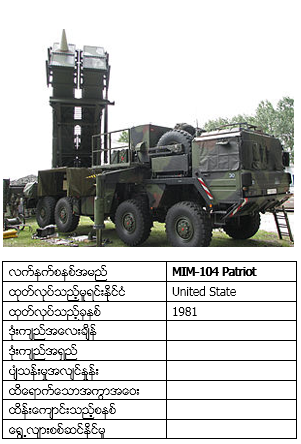 လက်နက်စနစ်အမည် MIM-104 Patriot
ထုတ်လုပ်သည့်မူရင်းနိုင်ငံ United State
ထုတ်လုပ်သည့်ခုနှစ် 1981
ဒုံးကျည်အလေးချိန်
ဒုံးကျည်အရှည်
ပျံသန်းမှုအလျင်နှုန်း
ထိရောက်သောအကွာအဝေး
ထိန်းကျောင်းသည့်စနစ်
ရွေ့လျားစစ်ဆင်နိုင်မှု